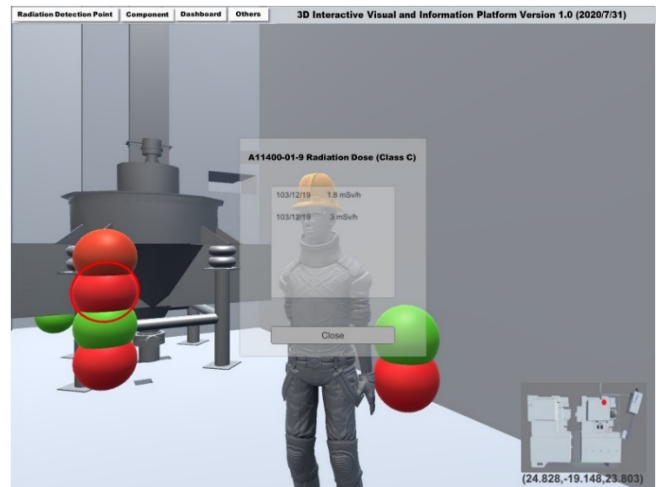 Radiation Detection Point
Component
Dashboard
Others
3D Interactive Visual and Information Platform Version 1.0 (2020/7/31)
A11400-01-9 Radiation Dose (Class C)
103/12/19 1.8 mSv/h
103/12/19 3 mSv/h
Close
(24.828,-19.148,23.803)